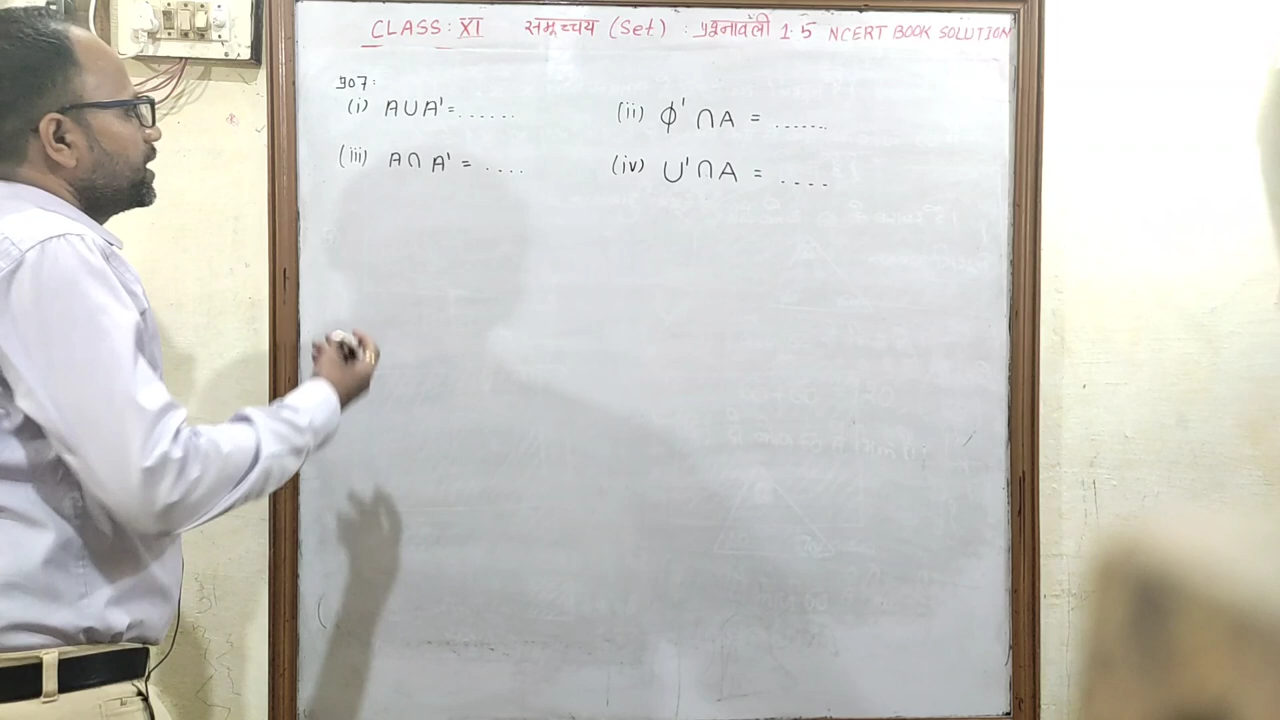 CLASS: XI समुच्चय (Set) : प्रश्नावली 1.5 NCERT BOOK SOLUTION
प्र07:
(i) A∪A' = ...... (ii) ϕ' ∩ A = ......
(iii) A∩ A' = .... (iv) ∪' ∩ A = ....